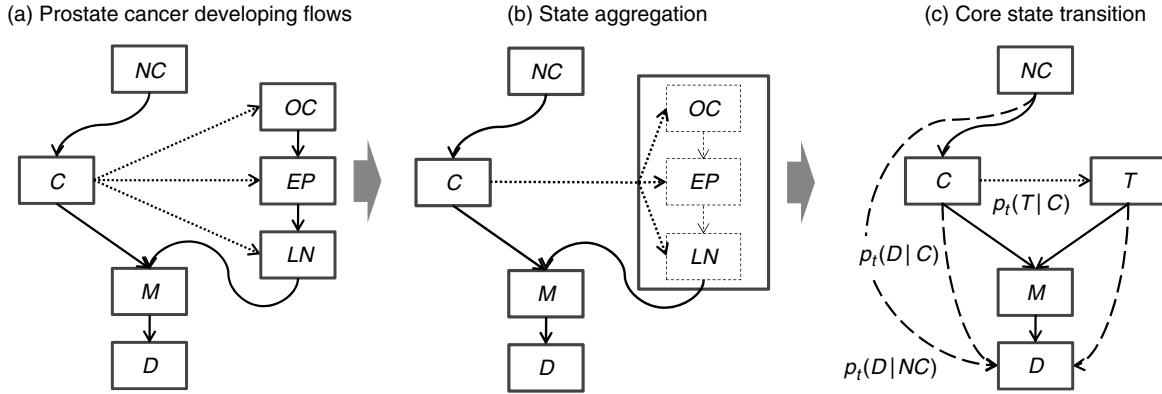 (a) Prostate cancer developing flows
NC
OC
C
EP
LN
M
D
(b) State aggregation
NC
OC
C
EP
LN
M
D
(c) Core state transition
NC
C
T
p_t(T | C)
p_t(D | C)
M
D
p_t(D | NC)